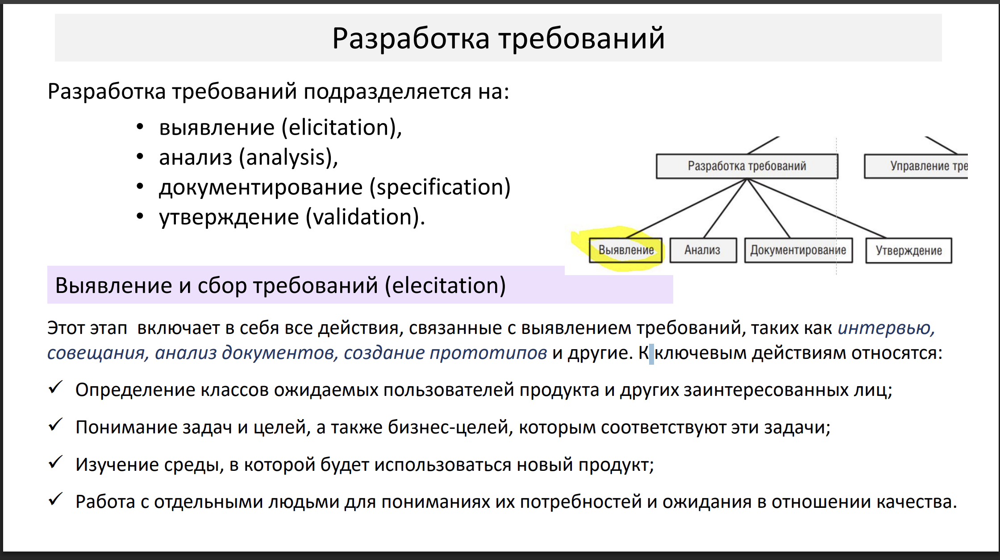 Разработка требований
Разработка требований подразделяется на:
• выявление (elicitation),
• анализ (analysis),
• документирование (specification)
• утверждение (validation).
Разработка требований
Управление тре
Выявление
Анализ
Документирование
Утверждение
Выявление и сбор требований (elecitation)
Этот этап включает в себя все действия, связанные с выявлением требований, таких как интервью,
совещания, анализ документов, создание прототипов и другие. К ключевым действиям относятся:
✓ Определение классов ожидаемых пользователей продукта и других заинтересованных лиц;
✓ Понимание задач и целей, а также бизнес-целей, которым соответствуют эти задачи;
✓ Изучение среды, в которой будет использоваться новый продукт;
✓ Работа с отдельными людьми для пониманиях их потребностей и ожидания в отношении качества.